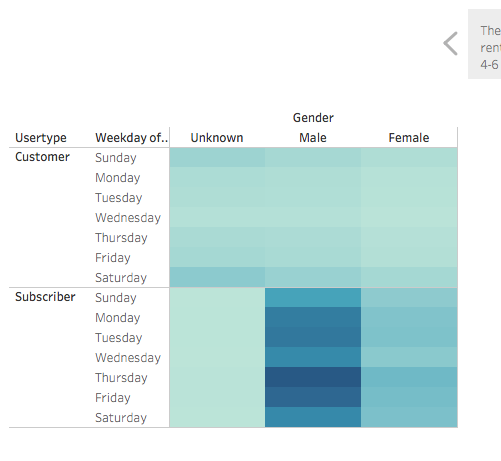 The
rent
4-6
Gender
Usertype Weekday of.. Unknown Male Female
Customer Sunday
Monday
Tuesday
Wednesday
Thursday
Friday
Saturday
Subscriber Sunday
Monday
Tuesday
Wednesday
Thursday
Friday
Saturday